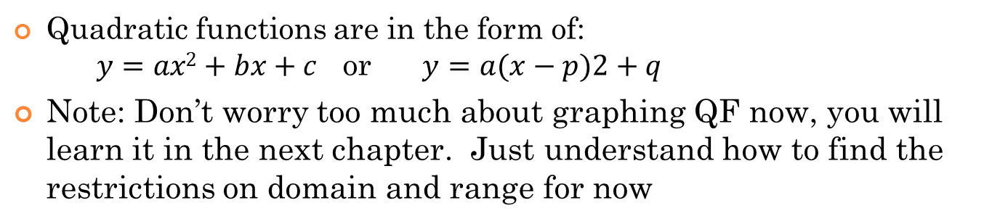 Quadratic functions are in the form of:
y = ax² + bx + c or y = a(x − p)2 + q
Note: Don’t worry too much about graphing QF now, you will
learn it in the next chapter. Just understand how to find the
restrictions on domain and range for now